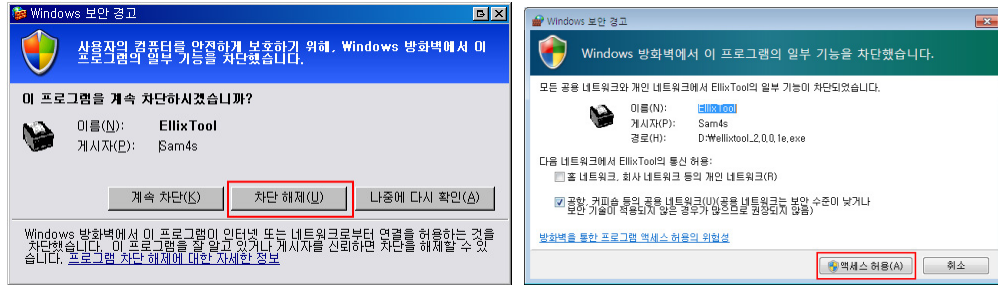 Windows 보안 경고
사용자의 컴퓨터를 안전하게 보호하기 위해, Windows 방화벽에서 이
프로그램의 일부 기능을 차단했습니다.
이 프로그램을 계속 차단하시겠습니까?
이름(N): EllixTool
게시자(P): Sam4s
계속 차단(K) 차단 해제(U) 나중에 다시 확인(A)
Windows 방화벽에서 이 프로그램이 인터넷 또는 네트워크로부터 연결을 허용하는 것을
차단했습니다. 이 프로그램을 잘 알고 있거나 게시자를 신뢰하면 차단을 해제할 수 있
습니다. 프로그램 차단 해제에 대한 자세한 정보
Windows 보안 경고
Windows 방화벽에서 이 프로그램의 일부 기능을 차단했습니다.
모든 공용 네트워크와 개인 네트워크에서 EllixTool의 일부 기능이 차단되었습니다.
이름(N): EllixTool
게시자(P): Sam4s
경로(H): D:₩ellixtool_2,0,0,1e,exe
다음 네트워크에서 EllixTool의 통신 허용:
홈 네트워크, 회사 네트워크 등의 개인 네트워크(R)
공항, 커피숍 등의 공용 네트워크(U)(공용 네트워크는 보안 수준이 낮거나
보안 기술이 적용되지 않은 경우가 많으므로 권장되지 않음)
방화벽을 통한 프로그램 액세스 허용의 위험성
액세스 허용(A) 취소